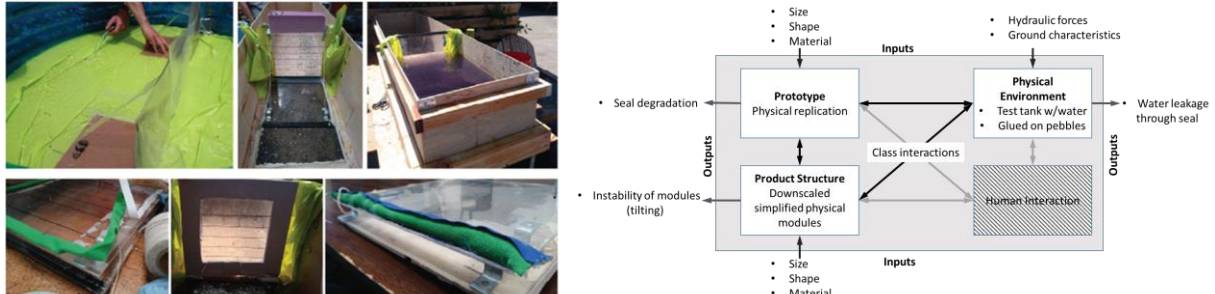 • Size
• Shape
• Material
• Hydraulic forces
• Ground characteristics
Inputs
Prototype
Physical replication
Physical
Environment
• Test tank w/water
• Glued on pebbles
• Seal degradation
• Water leakage
through seal
Outputs
Class interactions
Outputs
Product Structure
Downscaled
simplified physical
modules
Human Interaction
• Instability of modules
(tilting)
Inputs
• Size
• Shape
• Material